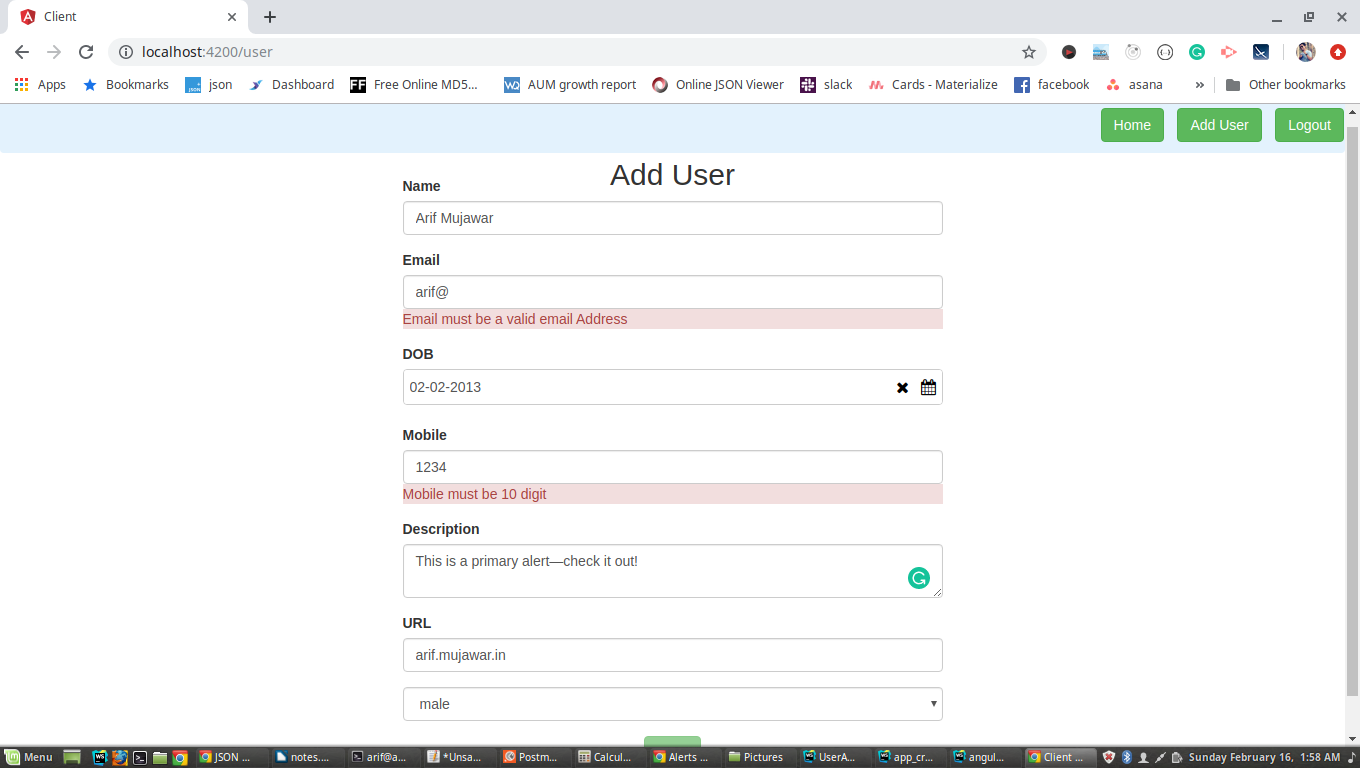 Client
localhost:4200/user
Apps Bookmarks json Dashboard Free Online MD5... AUM growth report Online JSON Viewer slack Cards - Materialize facebook asana » Other bookmarks
Home Add User Logout
Add User
Name
Arif Mujawar
Email
arif@
Email must be a valid email Address
DOB
02-02-2013
Mobile
1234
Mobile must be 10 digit
Description
This is a primary alert—check it out!
URL
arif.mujawar.in
male
Menu JSON ... notes.... arif@a... *Unsa... Postm... Calcul... Alerts ... Pictures UserA... app_cr... angul... Client ... Sunday February 16, 1:58 AM